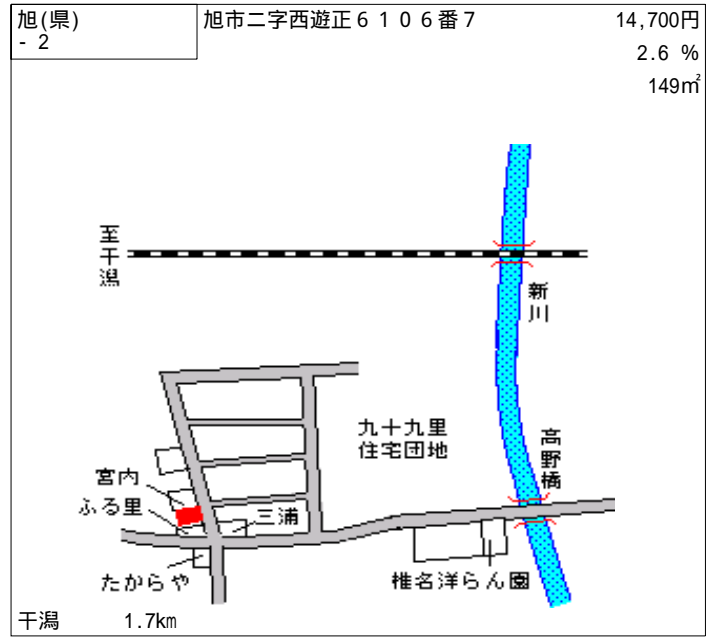 旭(県)
- 2
旭市ニ字西遊正６１０６番７
14,700円
2.6 %
149㎡
至干潟
新川
九十九里
住宅団地
高野橋
宮内
ふる里
三浦
たからや
椎名洋らん園
干潟 1.7km